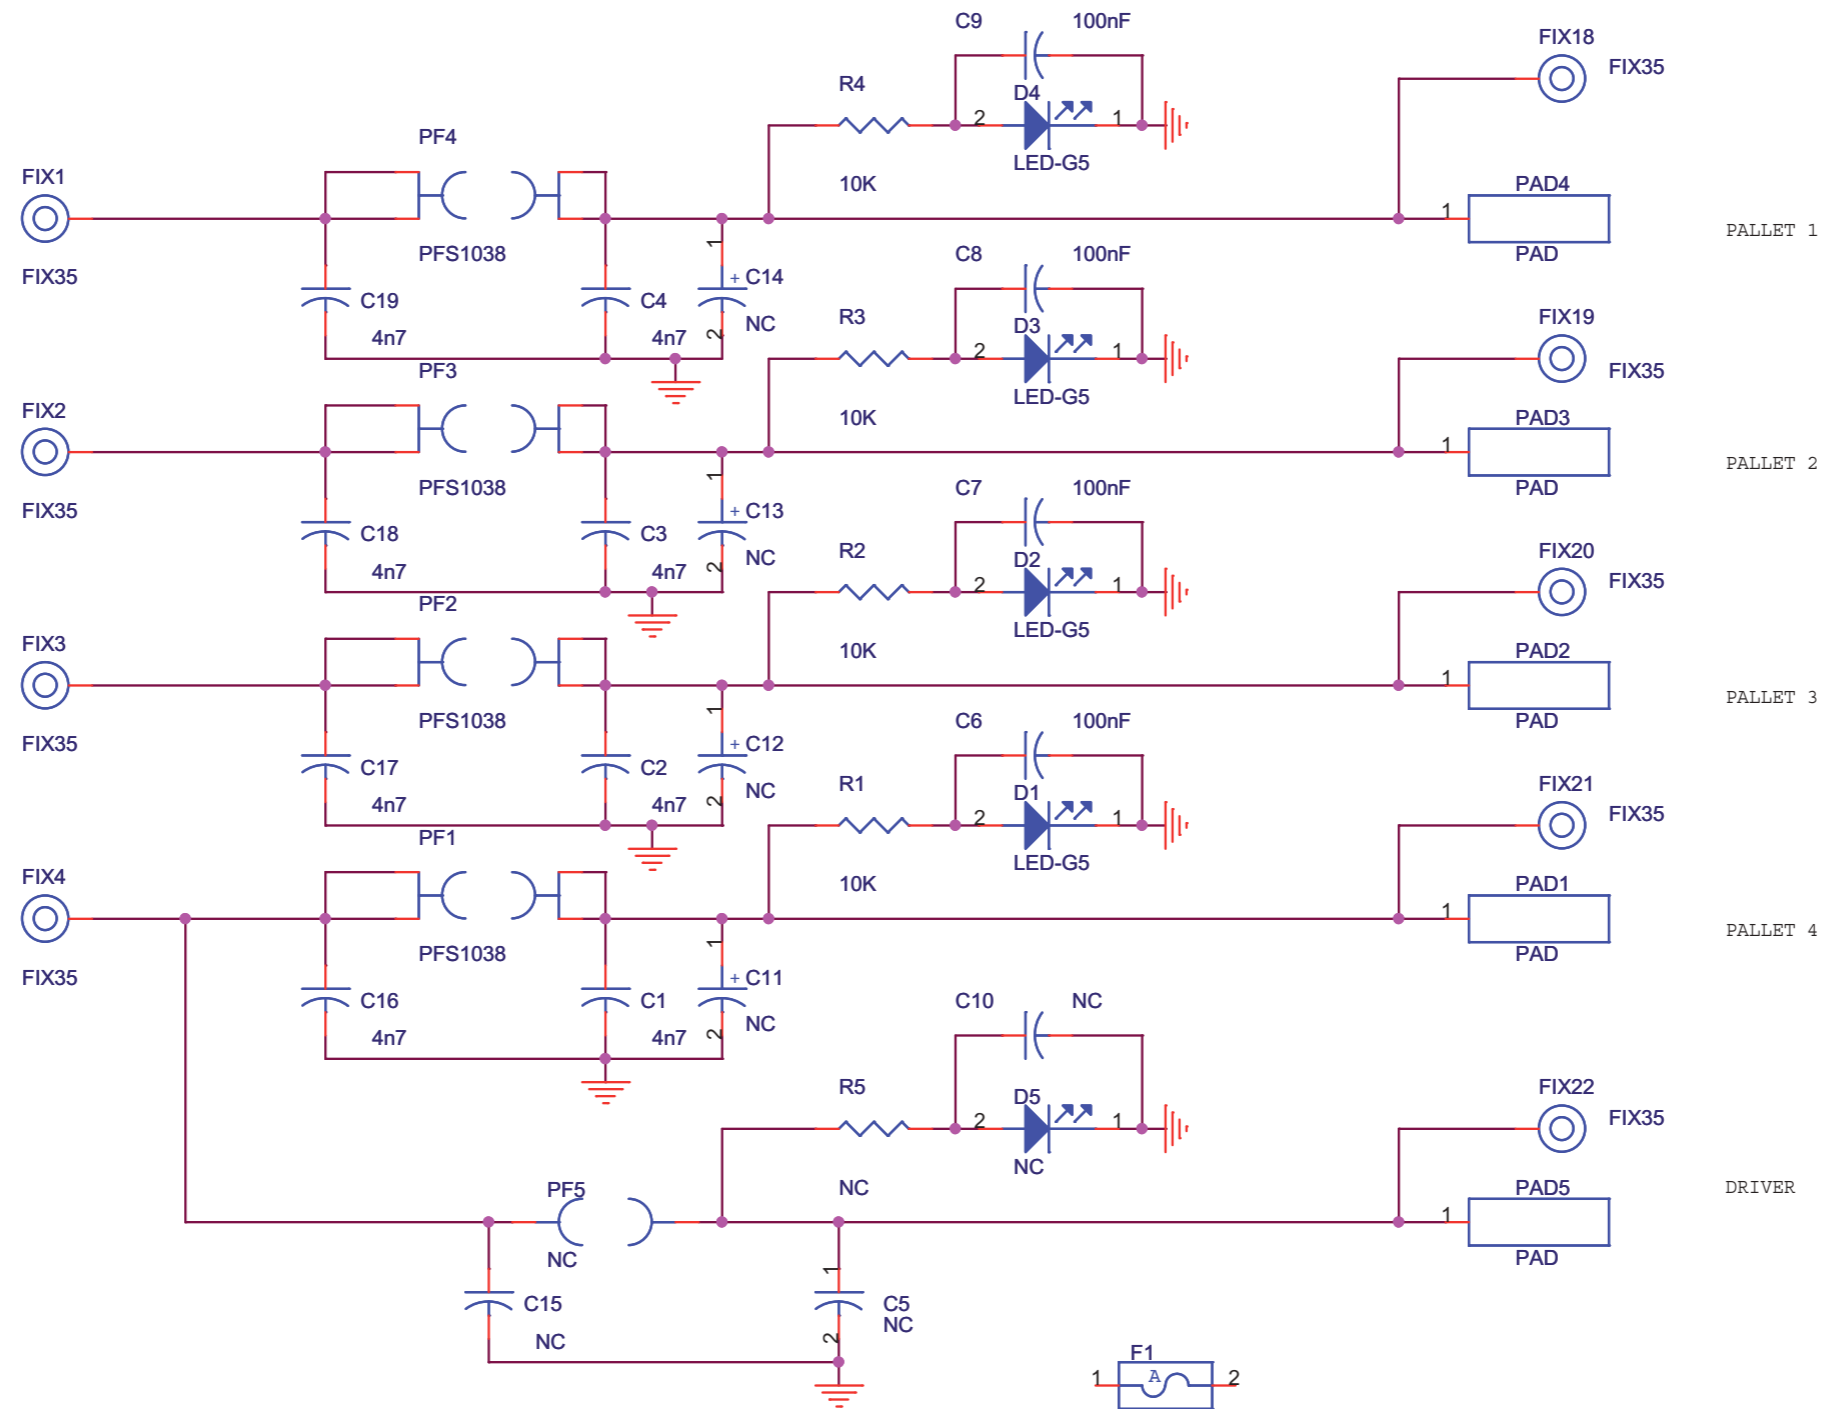 C9 100nF
FIX18
FIX35
R4
D4
2 1
PF4
LED-G5
FIX1
10K
PAD4
1
PALLET 1
PFS1038
PAD
FIX35
1
+ C14
C8 100nF
C19
C4
NC
R3
D3
FIX19
4n7
4n7
2
2 1
PF3
FIX35
LED-G5
FIX2
10K
PAD3
1
PALLET 2
PFS1038
PAD
FIX35
1
+ C13
C7 100nF
C18
C3
NC
R2
D2
FIX20
4n7
4n7
2
2 1
FIX35
PF2
LED-G5
FIX3
10K
PAD2
1
PALLET 3
PFS1038
PAD
FIX35
1
+ C12
C6 100nF
C17
C2
NC
R1
D1
FIX21
4n7
4n7
2
2 1
FIX35
PF1
LED-G5
FIX4
10K
PAD1
1
PALLET 4
PFS1038
PAD
FIX35
1
+ C11
C16
C1
C10 NC
NC
4n7
4n7
2
R5
D5
FIX22
2 1
FIX35
NC
PF5
NC
PAD5
DRIVER
1
NC
PAD
1
C15
C5
NC
NC
2
F1
1 A 2